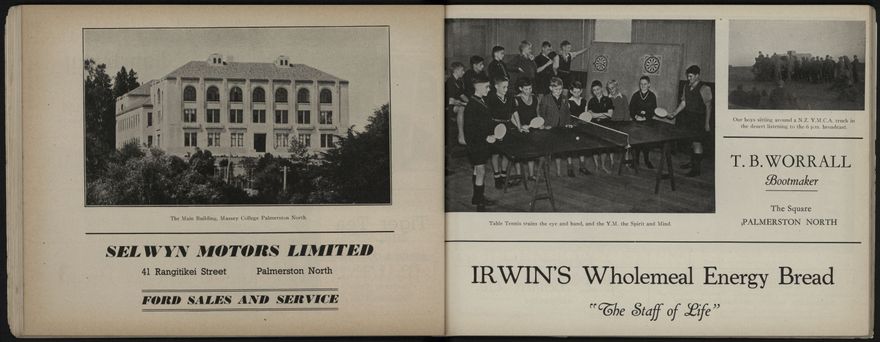 The Main Building, Massey College Palmerston North.
SELWYN MOTORS LIMITED
41 Rangitikei Street Palmerston North
FORD SALES AND SERVICE
Table Tennis trains the eye and hand, and the Y.M. the Spirit and Mind.
Our boys sitting around a N.Z. Y.M.C.A. truck in
the desert listening to the 6 p.m. broadcast.
T. B. WORRALL
Bootmaker
The Square
PALMERSTON NORTH
IRWIN'S Wholemeal Energy Bread
"The Staff of Life"